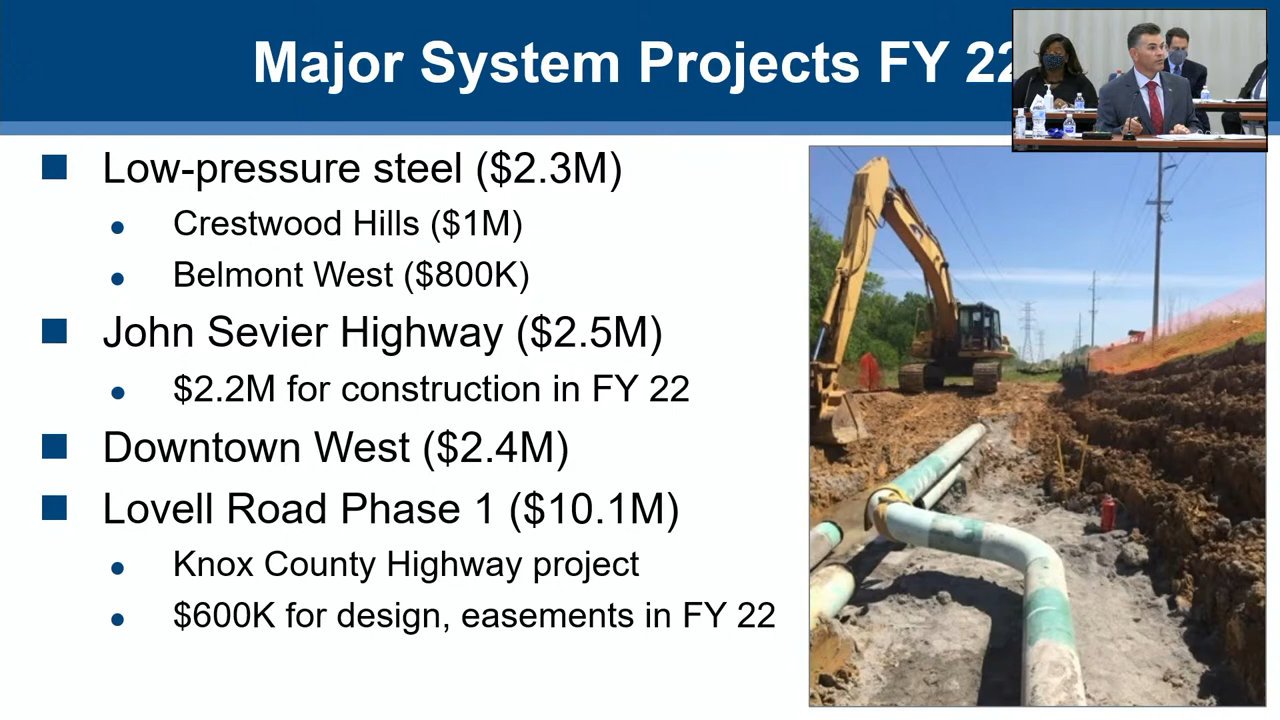 Major System Projects FY 22
Low-pressure steel ($2.3M)
Crestwood Hills ($1M)
Belmont West ($800K)
John Sevier Highway ($2.5M)
$2.2M for construction in FY 22
Downtown West ($2.4M)
Lovell Road Phase 1 ($10.1M)
Knox County Highway project
$600K for design, easements in FY 22